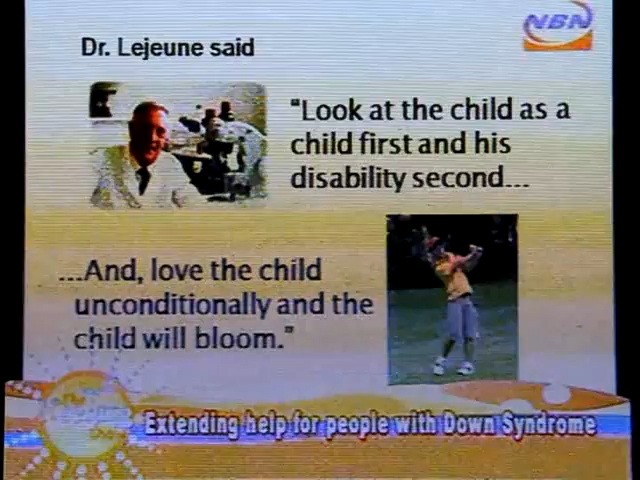 NBN
Dr. Lejeune said
"Look at the child as a
child first and his
disability second...
...And, love the child
unconditionally and the
child will bloom."
Extending help for people with Down Syndrome